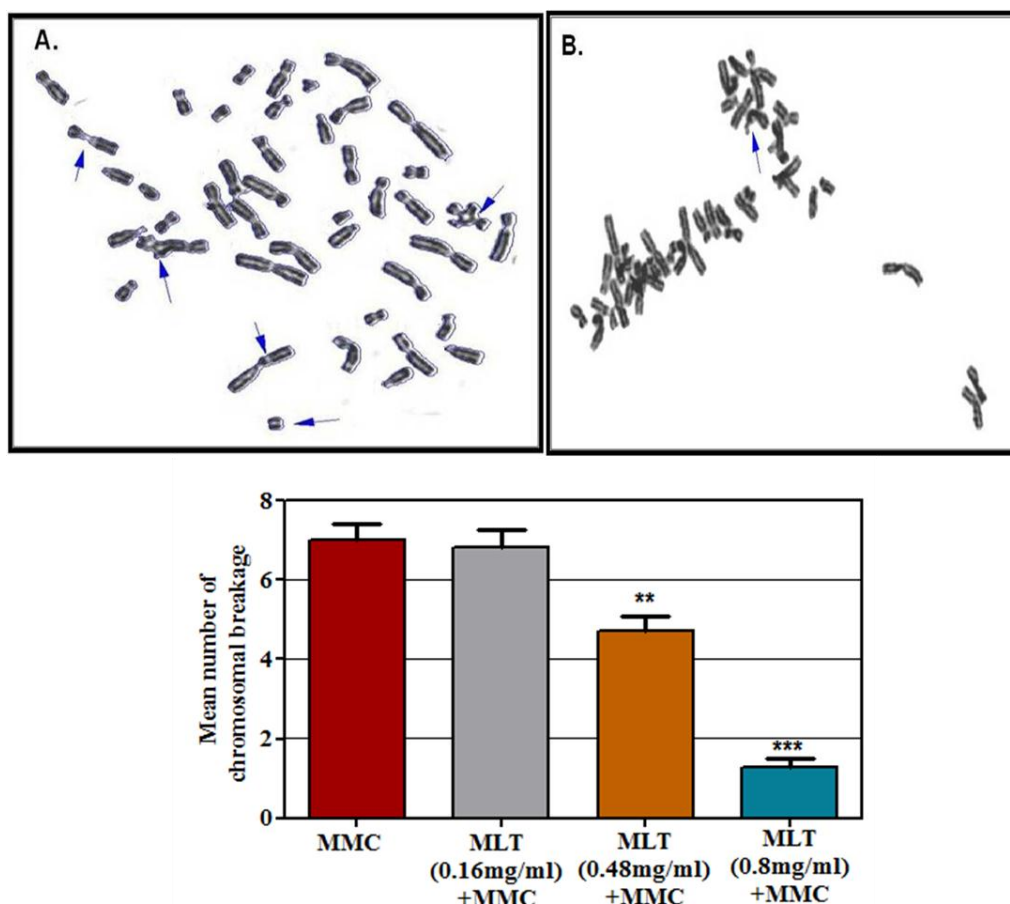 A.
B.
Mean number of
chromosomal breakage
8
6
4
2
0
**
***
MMC
MLT
(0.16mg/ml)
+MMC
MLT
(0.48mg/ml)
+MMC
MLT
(0.8mg/ml)
+MMC